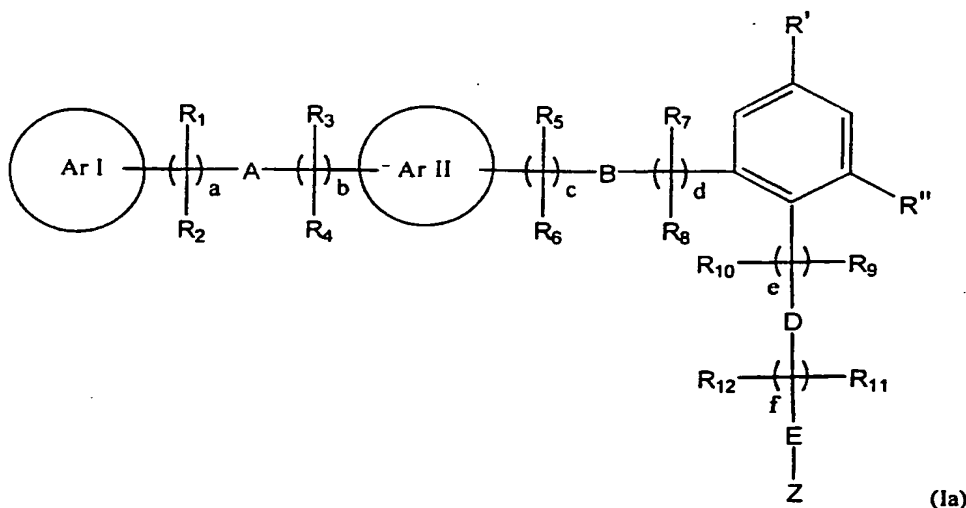 R'
R1 R3 R5 R7
Ar I ( ) a A ( ) b - Ar II ( ) c B ( ) d
R2 R4 R6 R8
R"
R10 ( ) e R9
D
R12 ( ) f R11
E
Z
(Ia)